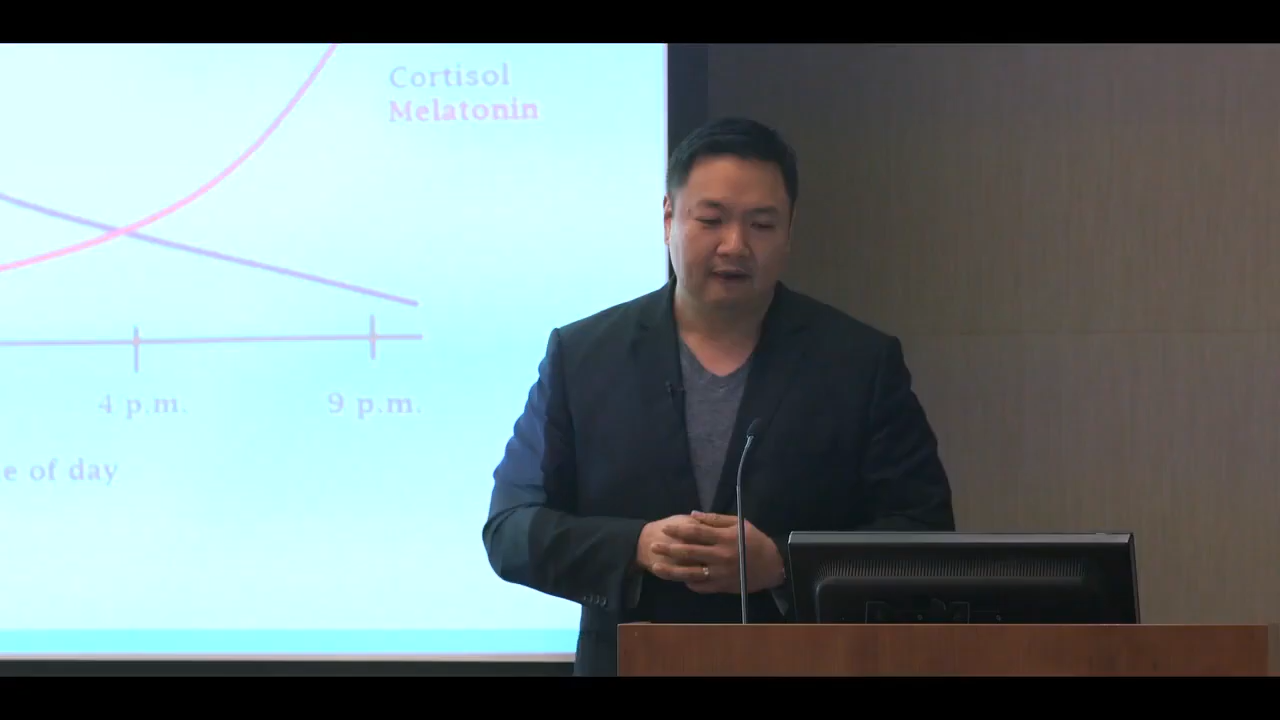 Cortisol
Melatonin
4 p.m.
9 p.m.
e of day